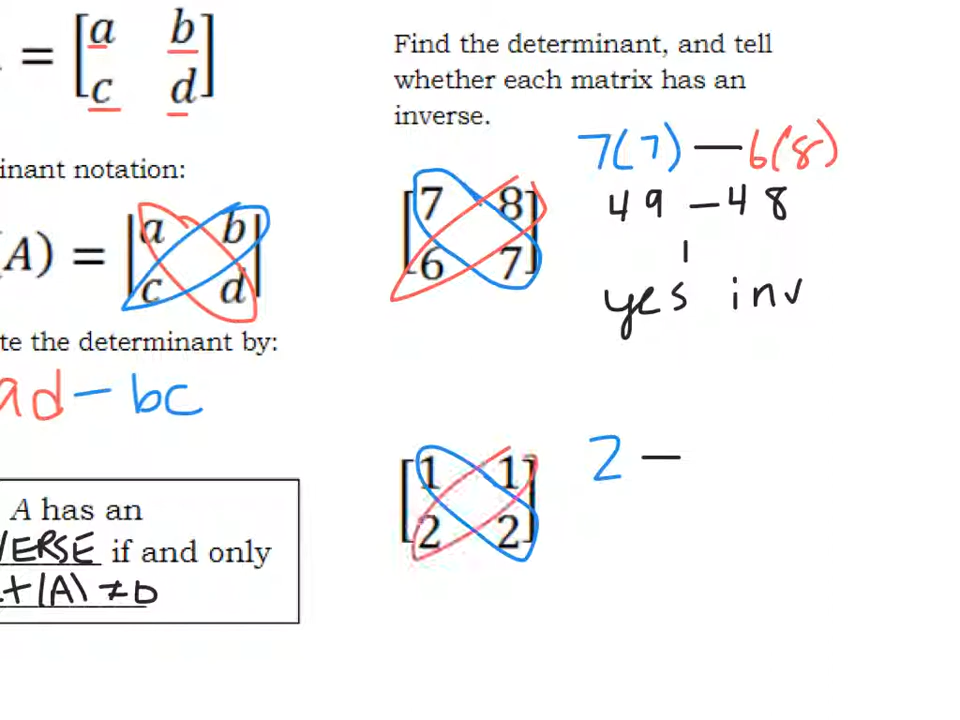 = [a b
c d]
inant notation:
A) = |a b
c d|
te the determinant by:
ad - bc
A has an
VERSE if and only
t(A) ≠ 0
Find the determinant, and tell
whether each matrix has an
inverse.
[7 8
6 7]
7(7) — 6(8)
49 - 48
1
yes inv
[1 1
2 2]
2 —